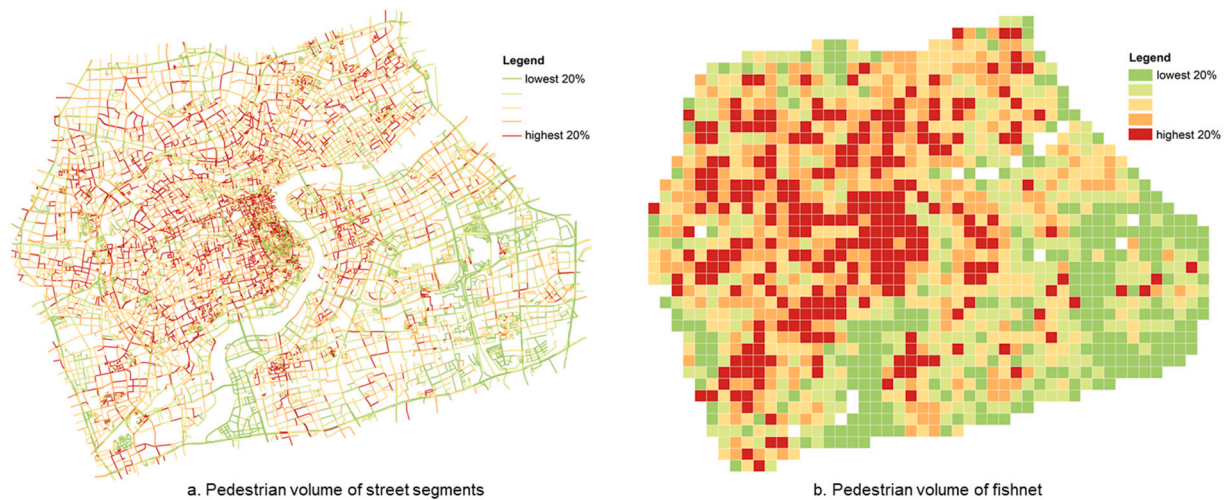 Legend
lowest 20%
highest 20%
Legend
lowest 20%
highest 20%
a. Pedestrian volume of street segments
b. Pedestrian volume of fishnet